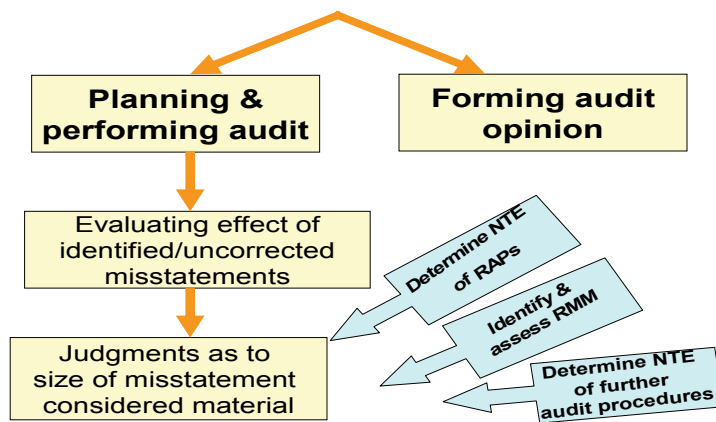 Planning &
performing audit
Forming audit
opinion
Evaluating effect of
identified/uncorrected
misstatements
Determine NTE
of RAPs
Identify &
assess RMM
Judgments as to
size of misstatement
considered material
Determine NTE
of further
audit procedures